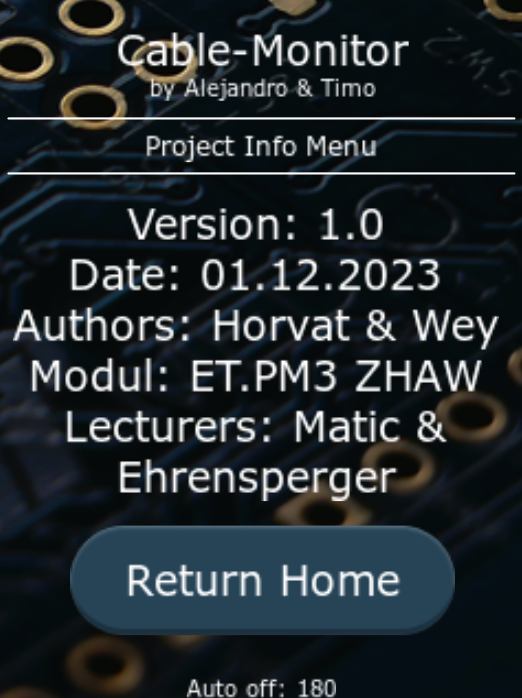 Cable-Monitor
by Alejandro & Timo
Project Info Menu
Version: 1.0
Date: 01.12.2023
Authors: Horvat & Wey
Modul: ET.PM3 ZHAW
Lecturers: Matic &
Ehrensperger
Return Home
Auto off: 180